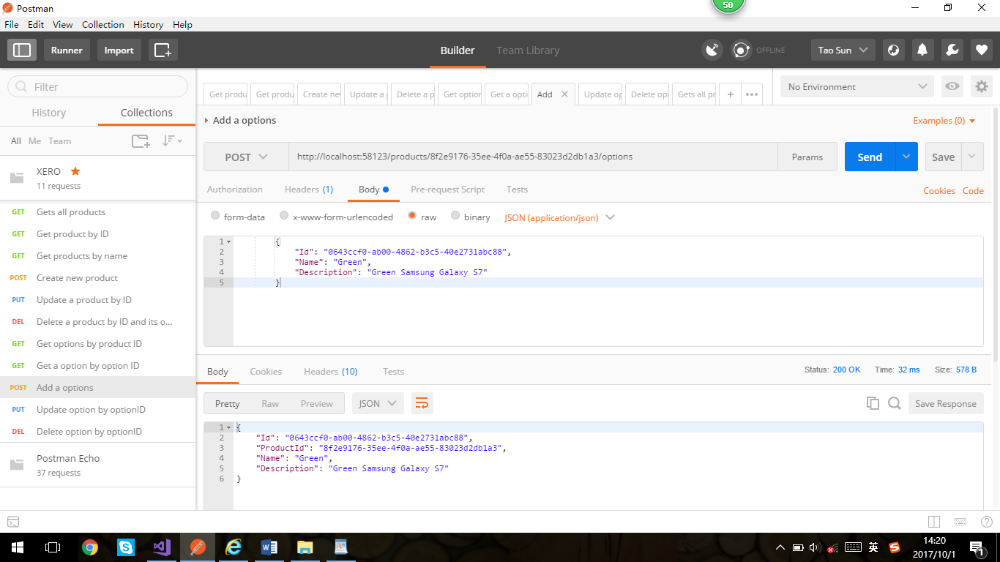 Postman
50
File Edit View Collection History Help
Runner Import Builder Team Library OFFLINE Tao Sun
Filter
History Collections
All Me Team
XERO
11 requests
GET Gets all products
GET Get product by ID
GET Get products by name
POST Create new product
PUT Update a product by ID
DEL Delete a product by ID and its o...
GET Get options by product ID
GET Get a option by option ID
POST Add a options
PUT Update option by optionID
DEL Delete option by optionID
Postman Echo
37 requests
Get produ Get produ Create nev Update a p Delete a p Get option Get a opti Add Update op Delete opt Gets all pr
No Environment
Add a options
Examples (0)
POST http://localhost:58123/products/8f2e9176-35ee-4f0a-ae55-83023d2db1a3/options Params Send Save
Authorization Headers (1) Body Pre-request Script Tests Cookies Code
form-data x-www-form-urlencoded raw binary JSON (application/json)
1 {
2 "Id": "0643ccf0-ab00-4862-b3c5-40e2731abc88",
3 "Name": "Green",
4 "Description": "Green Samsung Galaxy S7"
5 }
Body Cookies Headers (10) Tests Status: 200 OK Time: 32 ms Size: 578 B
Pretty Raw Preview JSON Save Response
1 {
2 "Id": "0643ccf0-ab00-4862-b3c5-40e2731abc88",
3 "ProductId": "8f2e9176-35ee-4f0a-ae55-83023d2db1a3",
4 "Name": "Green",
5 "Description": "Green Samsung Galaxy S7"
6 }
英
14:20
2017/10/1
1